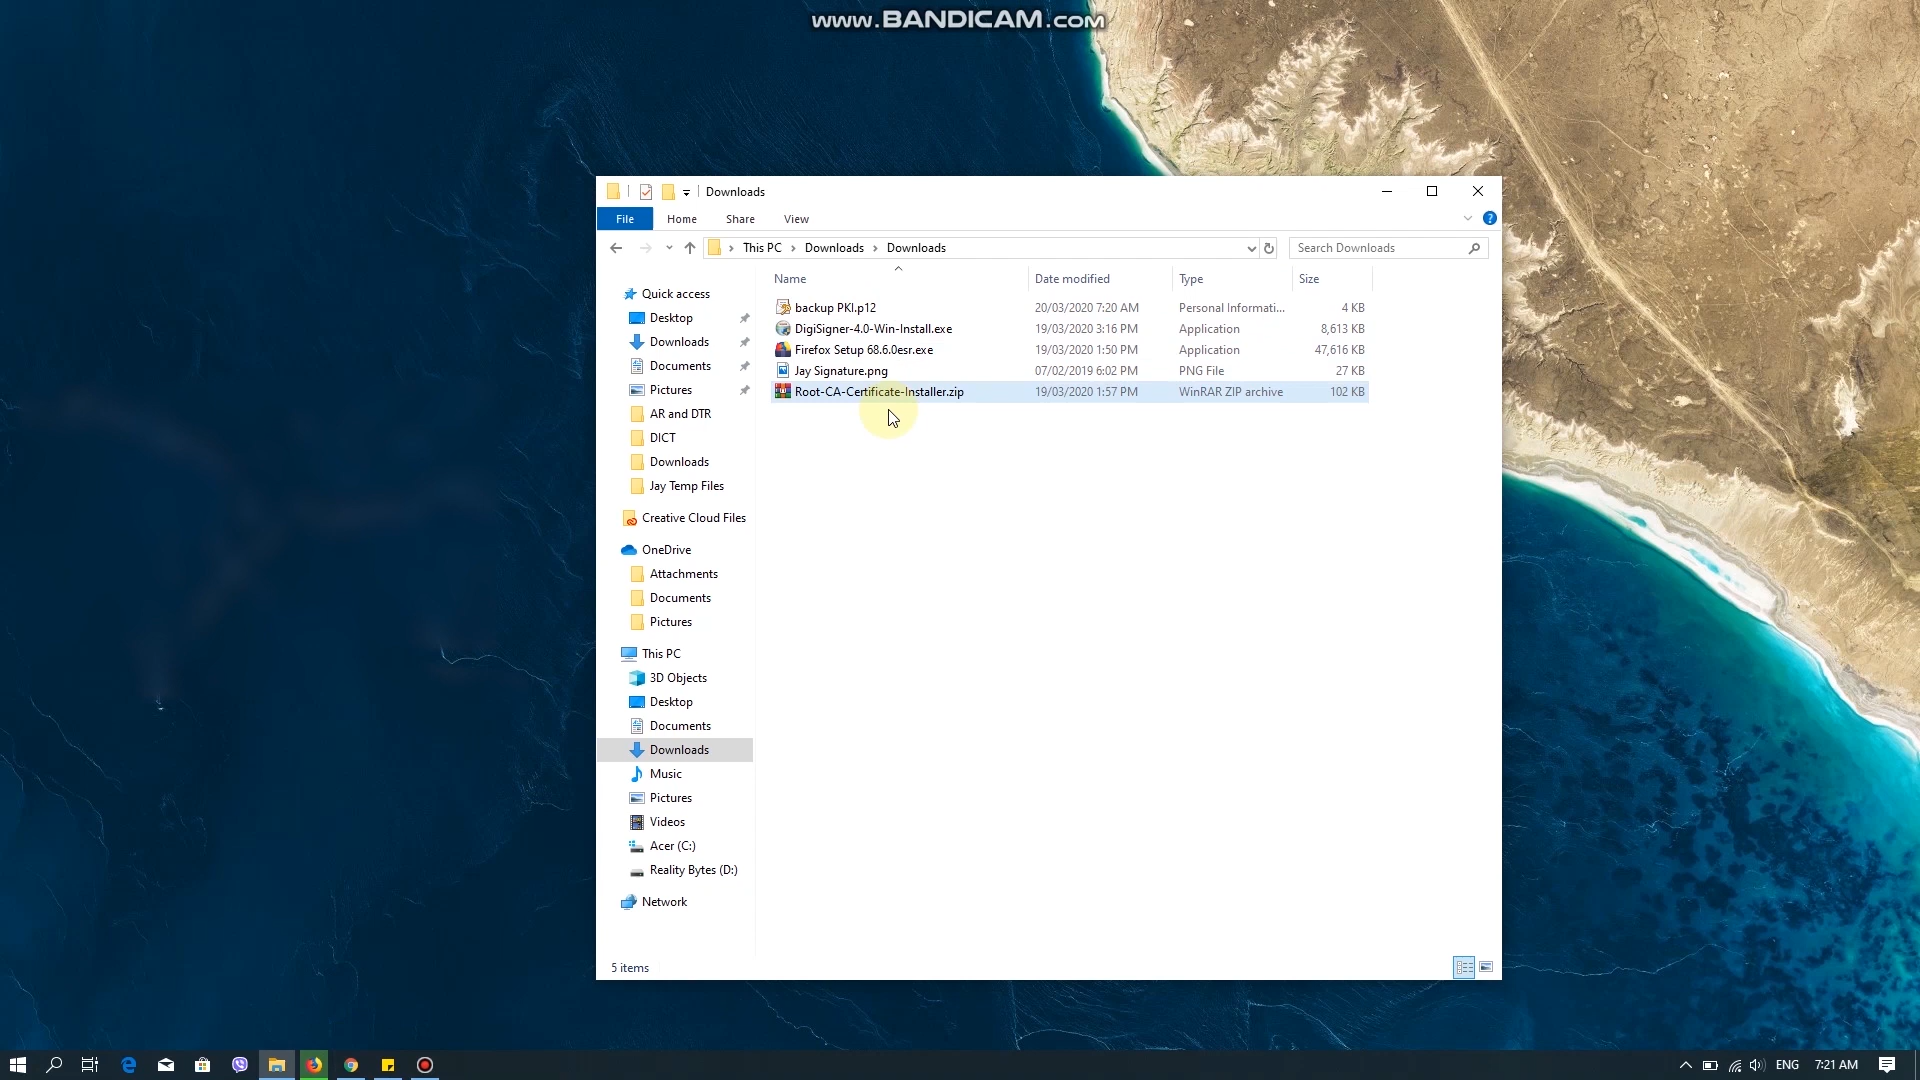 www.BANDICAM.com
Downloads
File Home Share View
This PC Downloads Downloads Search Downloads
Name Date modified Type Size
backup PKI.p12 20/03/2020 7:20 AM Personal Informati... 4 KB
DigiSigner-4.0-Win-Install.exe 19/03/2020 3:16 PM Application 8,613 KB
Firefox Setup 68.6.0esr.exe 19/03/2020 1:50 PM Application 47,616 KB
Jay Signature.png 07/02/2019 6:02 PM PNG File 27 KB
Root-CA-Certificate-Installer.zip 19/03/2020 1:57 PM WinRAR ZIP archive 102 KB
Quick access
Desktop
Downloads
Documents
Pictures
AR and DTR
DICT
Downloads
Jay Temp Files
Creative Cloud Files
OneDrive
Attachments
Documents
Pictures
This PC
3D Objects
Desktop
Documents
Downloads
Music
Pictures
Videos
Acer (C:)
Reality Bytes (D:)
Network
5 items
ENG 7:21 AM